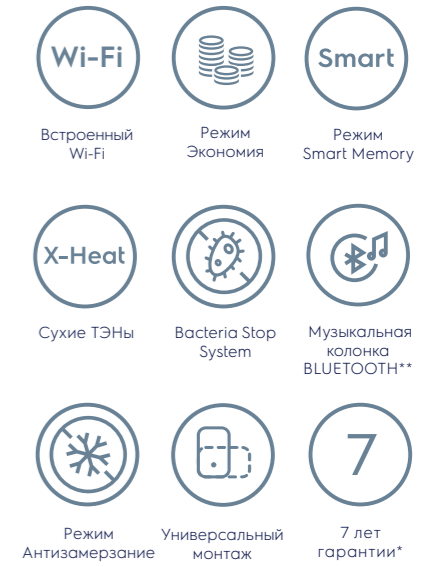 Wi-Fi
Smart
Встроенный
Wi-Fi
Режим
Экономия
Режим
Smart Memory
X-Heat
Сухие ТЭНы
Bacteria Stop
System
Музыкальная
колонка
BLUETOOTH**
7
Режим
Антизамерзание
Универсальный
монтаж
7 лет
гарантии*